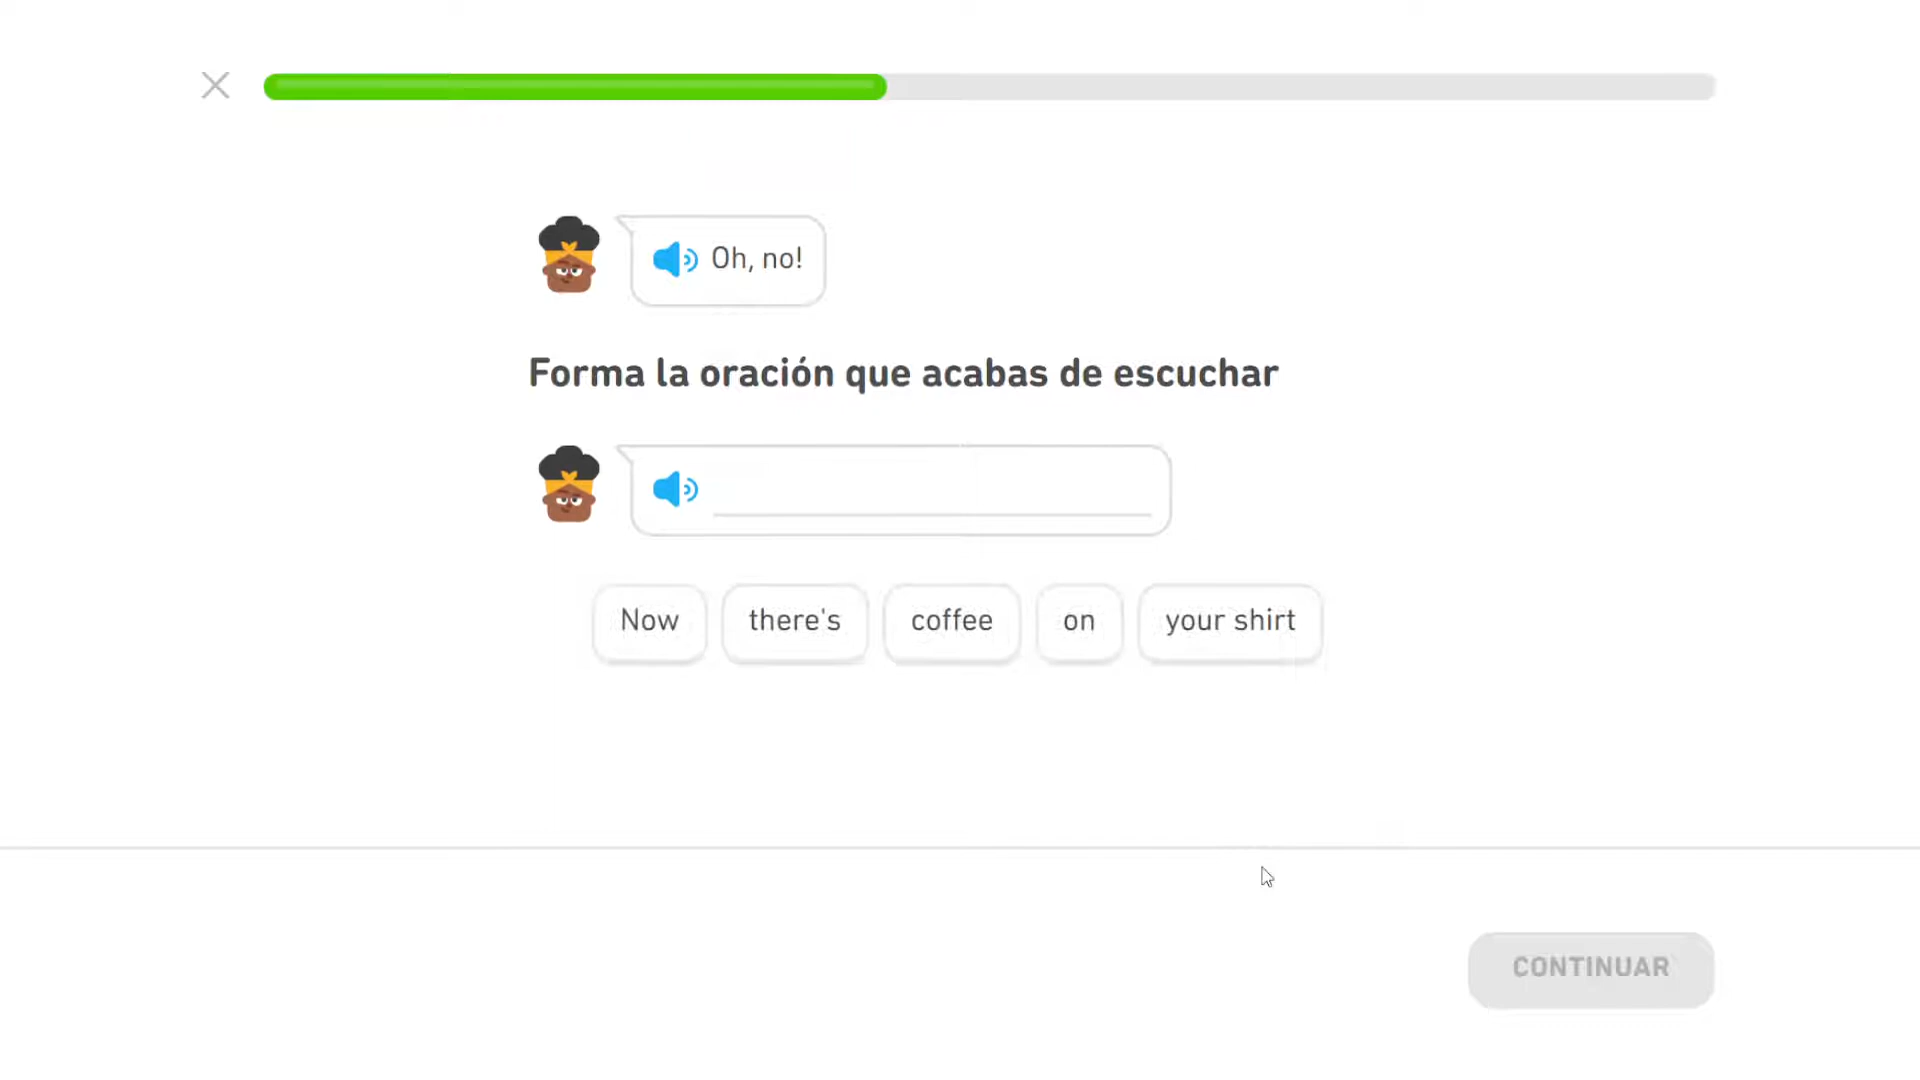 Oh, no!
Forma la oración que acabas de escuchar
Now there's coffee on your shirt
CONTINUAR